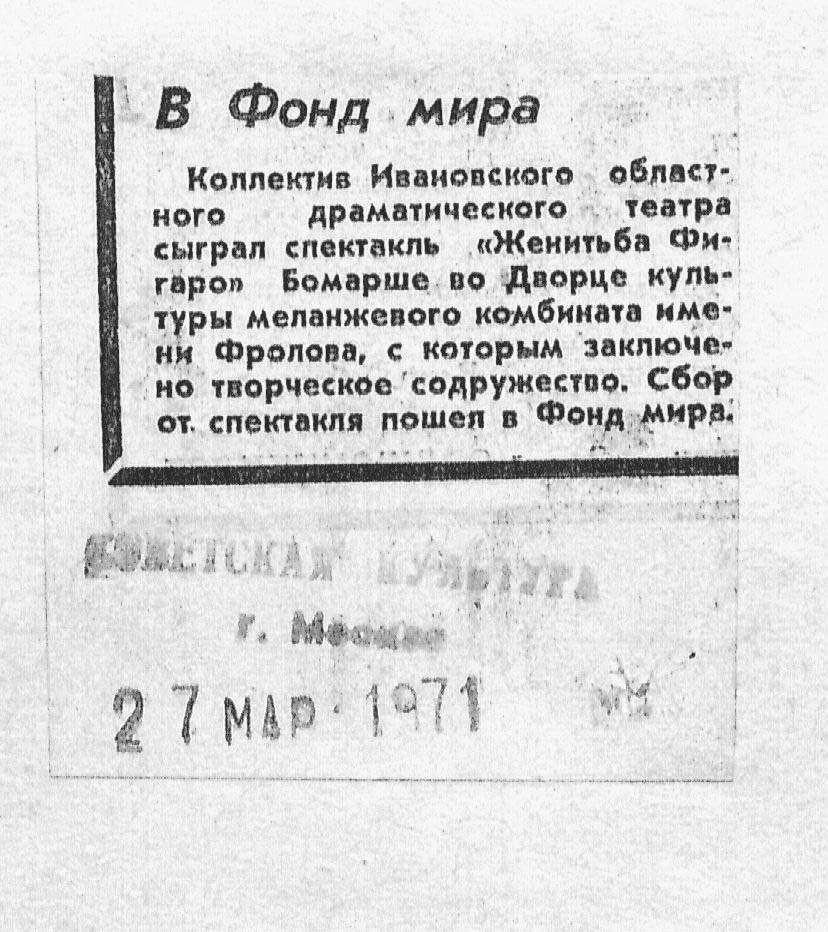 В Фонд мира
Коллектив Ивановского област-
ного драматического театра
сыграл спектакль «Женитьба Фи-
гаро» Бомарше во Дворце куль-
туры меланжевого комбината име-
ни Фролова, с которым заключе-
но творческое содружество. Сбор
от спектакля пошел в Фонд мира.
СОВЕТСКАЯ КУЛЬТУРА
г. Москва
27 МАР 1971